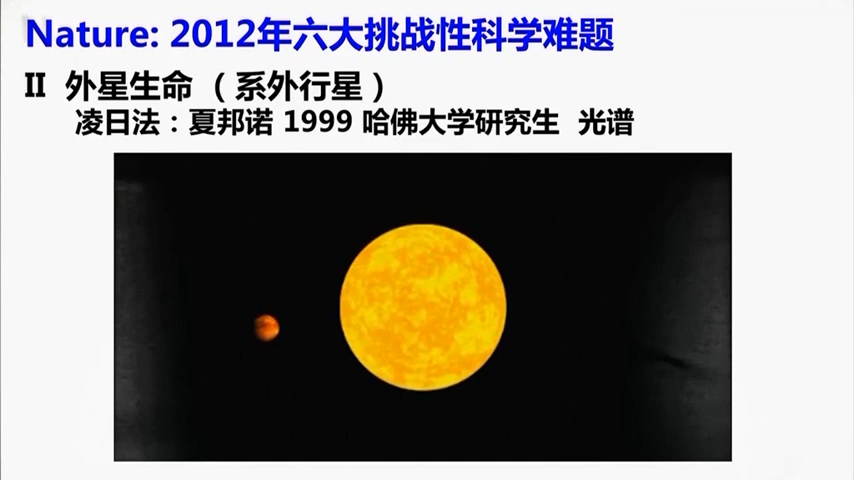 Nature: 2012年六大挑战性科学难题
II 外星生命 （系外行星）
凌日法：夏邦诺 1999 哈佛大学研究生 光谱